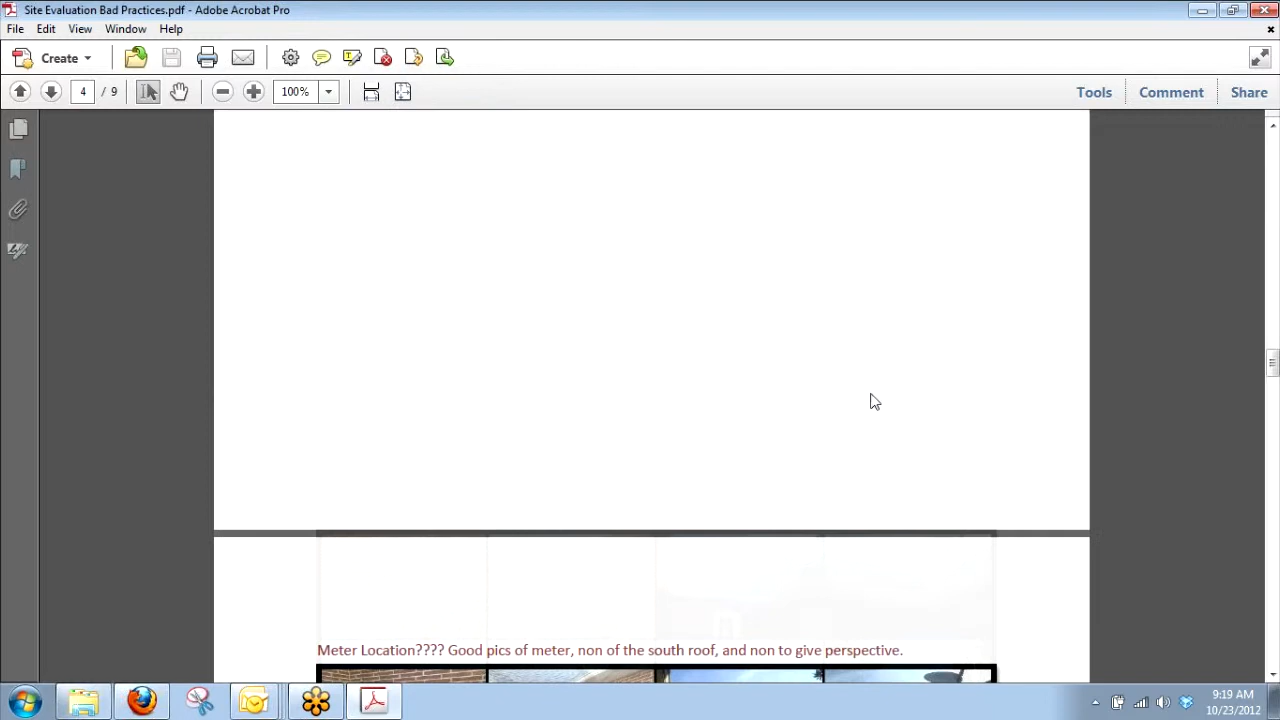 Site Evaluation Bad Practices.pdf - Adobe Acrobat Pro
File Edit View Window Help
Create
4 / 9 100% Tools Comment Share
Meter Location???? Good pics of meter, non of the south roof, and non to give perspective.
9:19 AM
10/23/2012